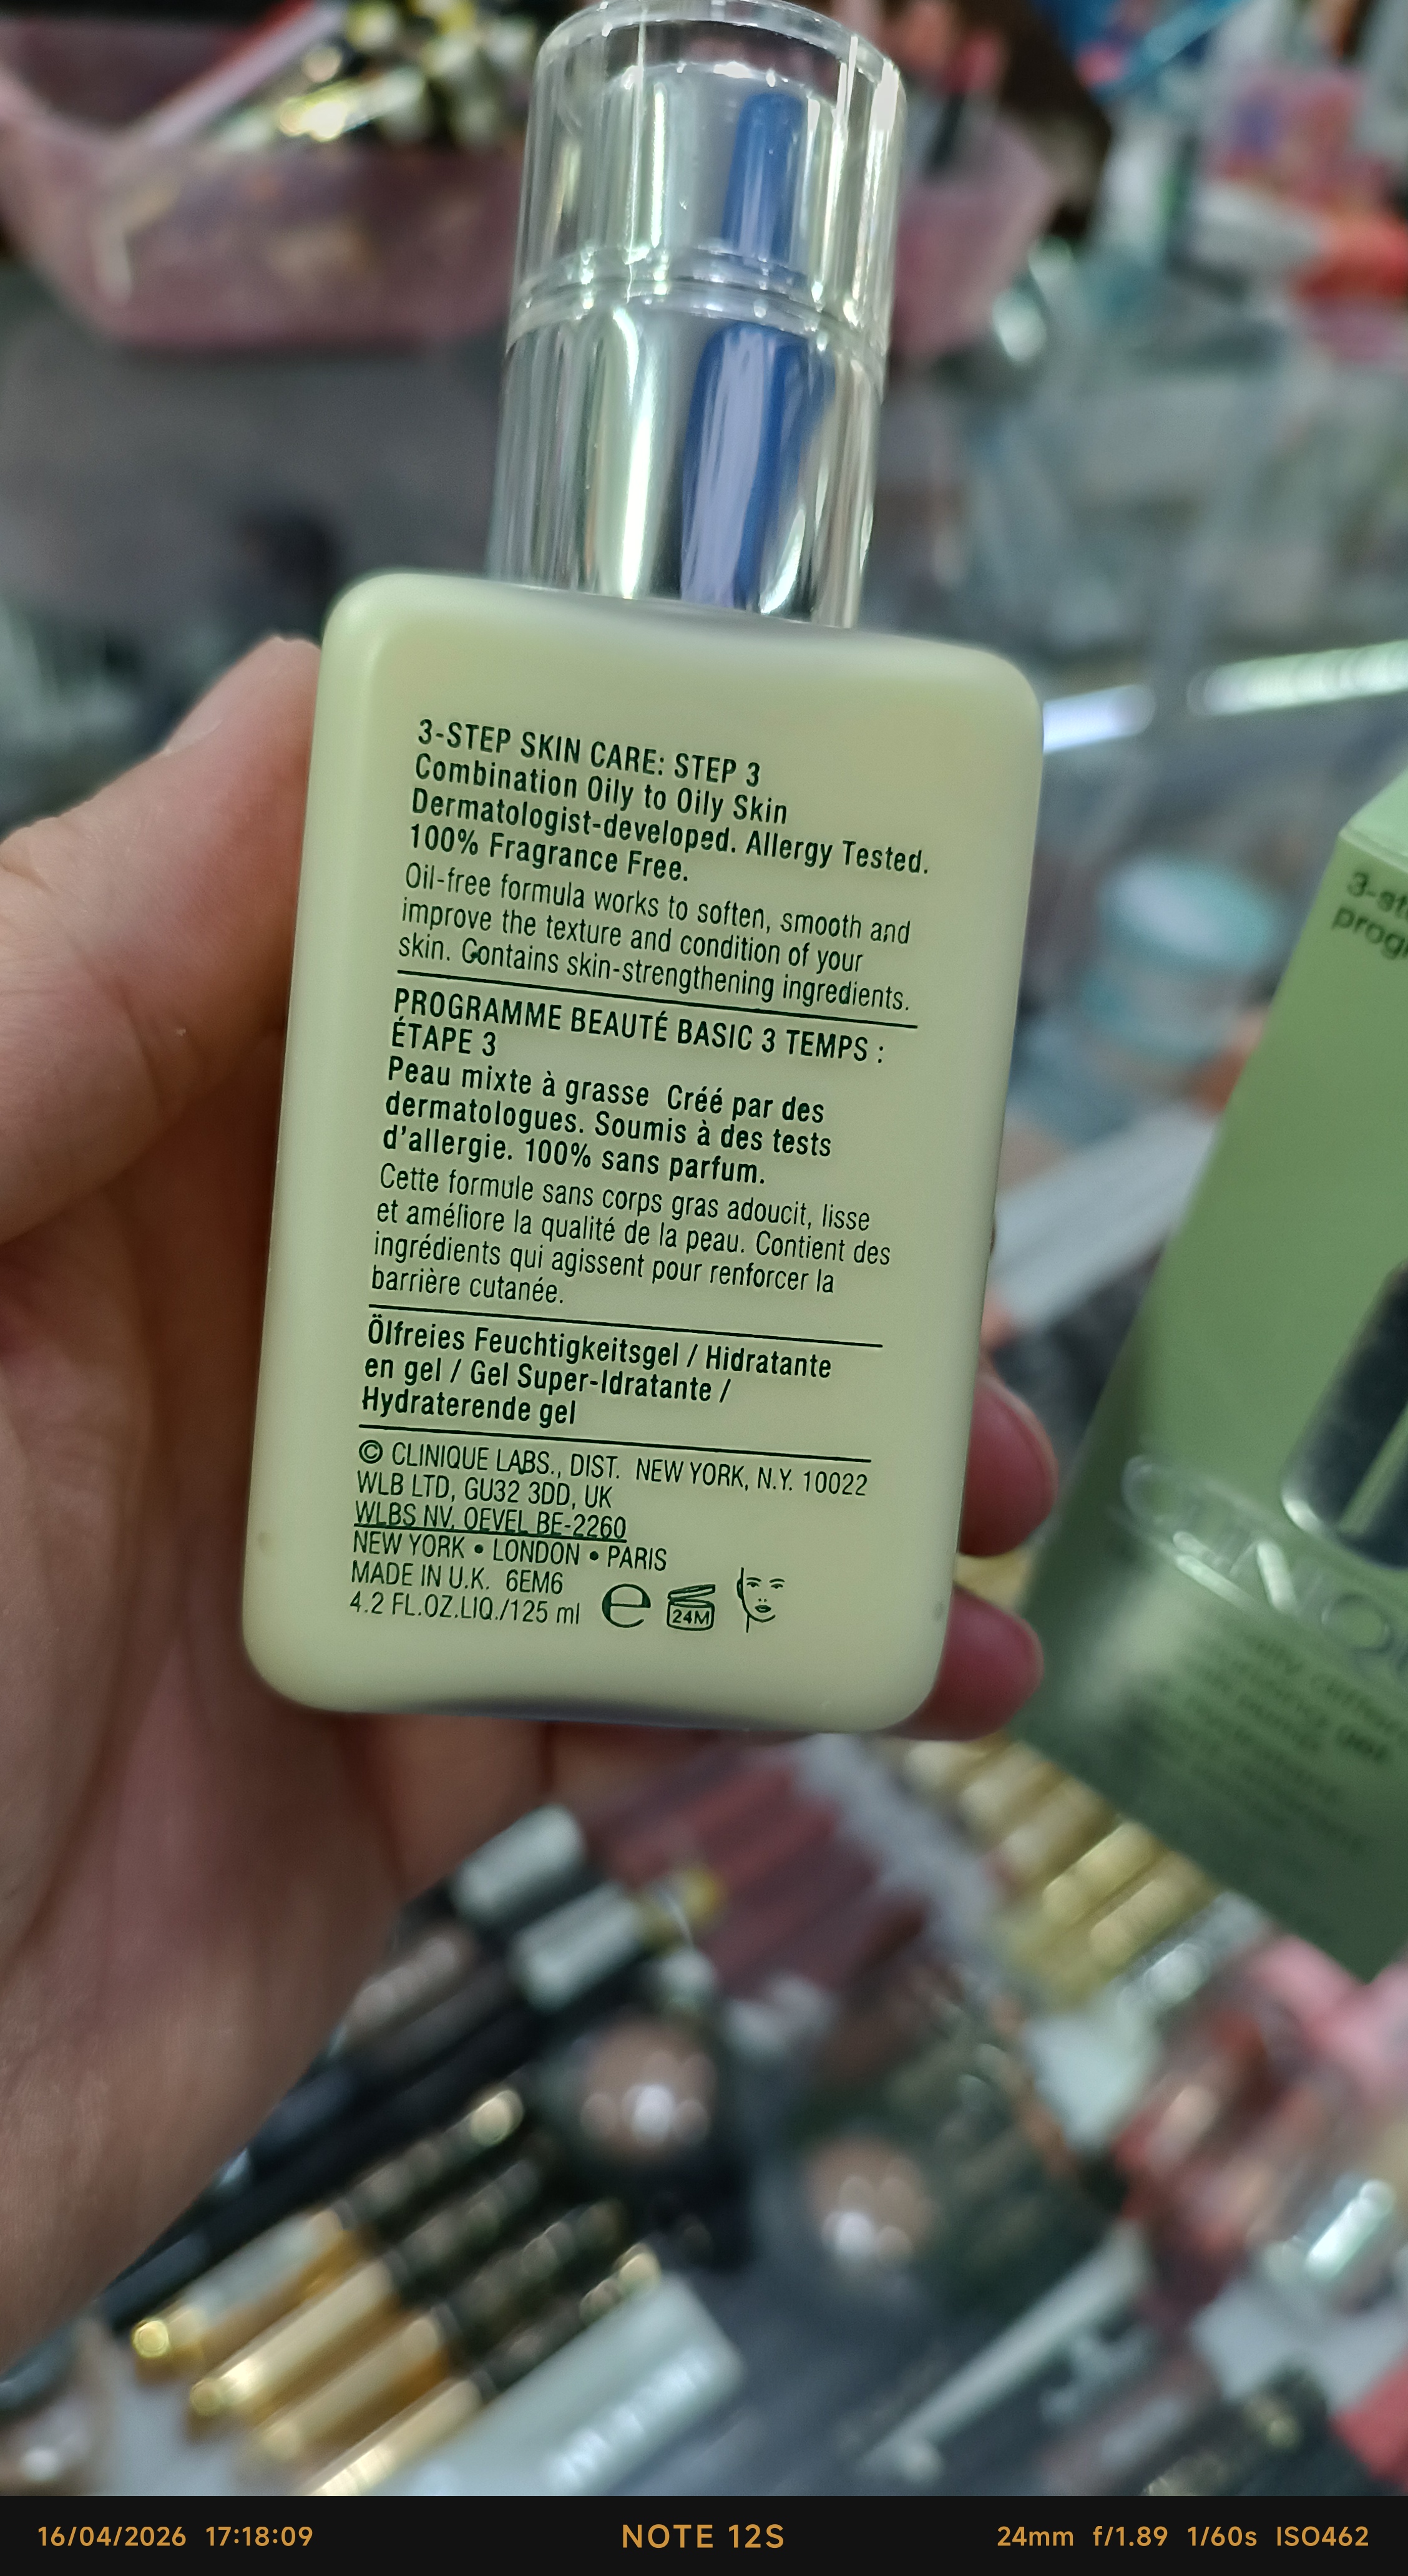 3-STEP SKIN CARE: STEP 3
Combination Oily to Oily Skin
Dermatologist-developed. Allergy Tested.
100% Fragrance Free.
Oil-free formula works to soften, smooth and
improve the texture and condition of your
skin. Contains skin-strengthening ingredients.
PROGRAMME BEAUTÉ BASIC 3 TEMPS :
ÉTAPE 3
Peau mixte à grasse Créé par des
dermatologues. Soumis à des tests
d'allergie. 100% sans parfum.
Cette formule sans corps gras adoucit, lisse
et améliore la qualité de la peau. Contient des
ingrédients qui agissent pour renforcer la
barrière cutanée.
Ölfreies Feuchtigkeitsgel / Hidratante
en gel / Gel Super-Idratante /
Hydraterende gel
© CLINIQUE LABS., DIST. NEW YORK, N.Y. 10022
WLB LTD, GU32 3DD, UK
WLBS NV, OEVEL BE-2260
NEW YORK • LONDON • PARIS
MADE IN U.K. 6EM6
4.2 FL.OZ.LIQ./125 ml e 24M
16/04/2026 17:18:09 NOTE 12S 24mm f/1.89 1/60s ISO462